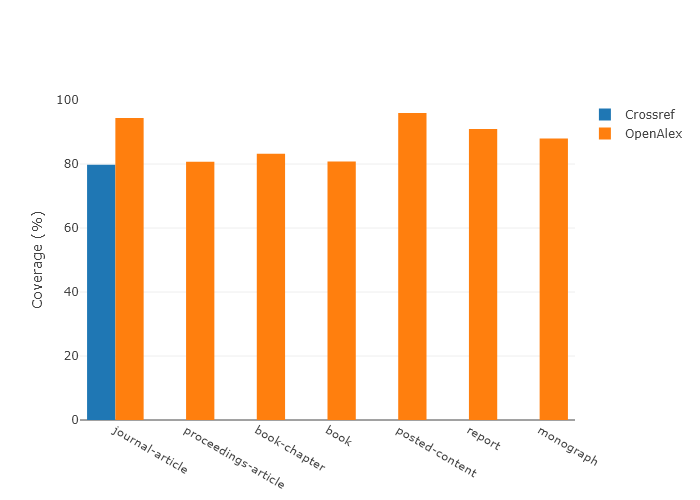 100
80
60
40
20
0
Coverage (%)
journal-article
proceedings-article
book-chapter
book
posted-content
report
monograph
Crossref
OpenAlex